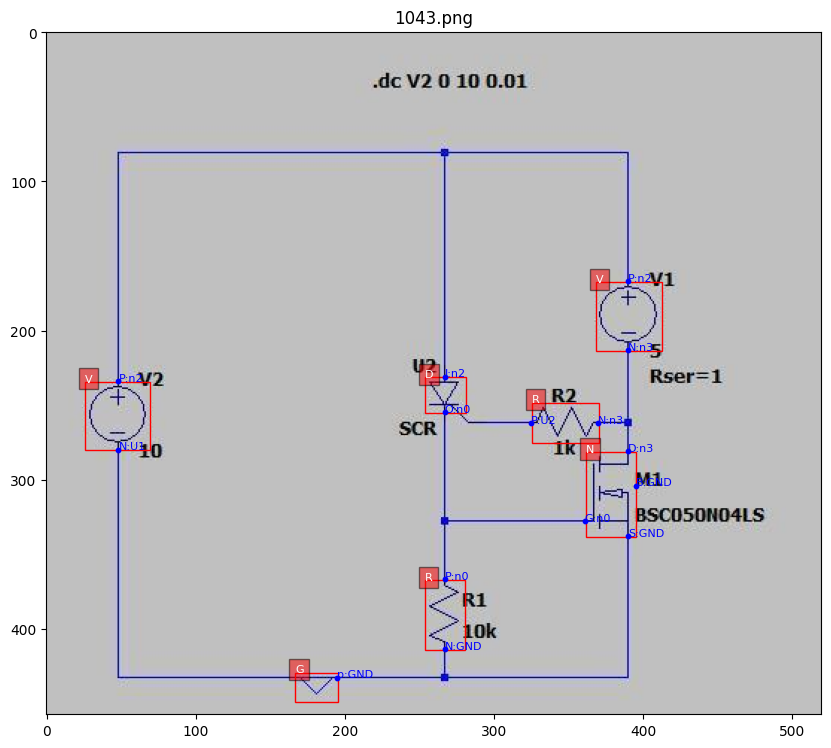 1043.png
0
.dc V2 0 10 0.01
100
V
P:n2
V1
200
N:n3
5
U2
D
I:n2
Rser=1
V
P:n2
V2
R
R2
O:n0
P:U2
N:n3
SCR
N:U1
10
1k
N
D:n3
300
M1
B:GND
G:n0
BSC050N04LS
S:GND
R
P:n0
R1
400
10k
N:GND
G
p:GND
0
100
200
300
400
500